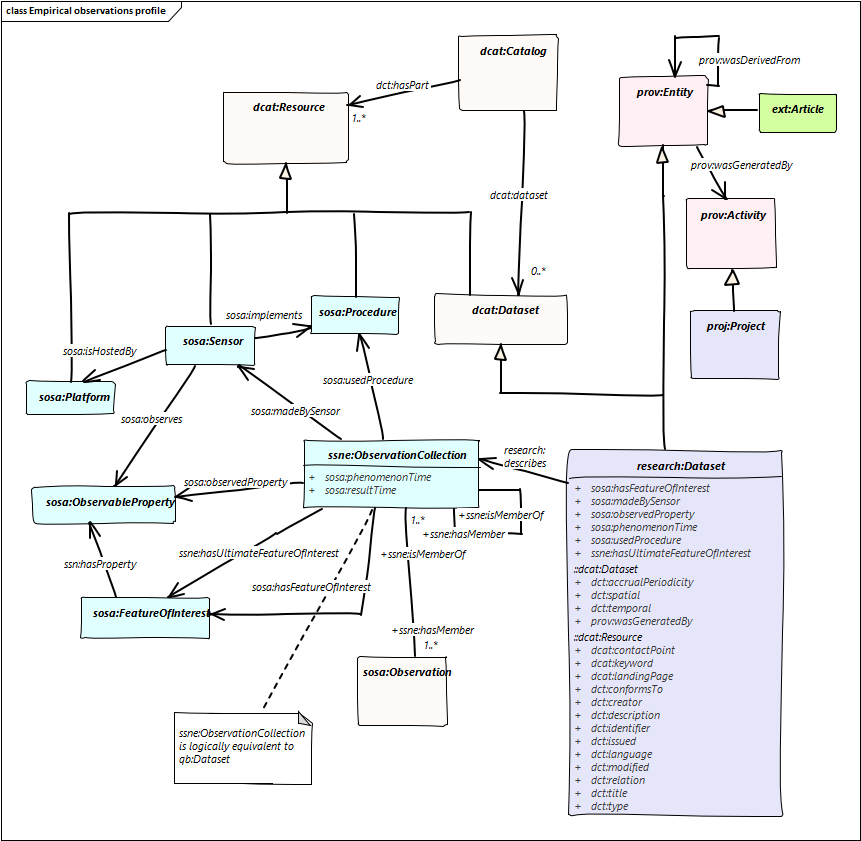 class Empirical observations profile
dcat:Catalog
prov:wasDerivedFrom
dct:hasPart
prov:Entity
dcat:Resource
1..*
ext:Article
prov:wasGeneratedBy
dcat:dataset
prov:Activity
0..*
sosa:implements
sosa:Procedure
dcat:Dataset
proj:Project
sosa:Sensor
sosa:isHostedBy
sosa:usedProcedure
sosa:Platform
sosa:madeBySensor
sosa:observes
ssne:ObservationCollection
+ sosa:phenomenonTime
+ sosa:resultTime
research:
describes
sosa:observedProperty
sosa:ObservableProperty
1..*
+ssne:isMemberOf
+ssne:hasMember
+ssne:isMemberOf
ssne:hasUltimateFeatureOfInterest
ssn:hasProperty
sosa:hasFeatureOfInterest
sosa:FeatureOfInterest
+ssne:hasMember
1..*
sosa:Observation
ssne:ObservationCollection
is logically equivalent to
qb:Dataset
research:Dataset
+ sosa:hasFeatureOfInterest
+ sosa:madeBySensor
+ sosa:observedProperty
+ sosa:phenomenonTime
+ sosa:usedProcedure
+ ssne:hasUltimateFeatureOfInterest
::dcat:Dataset
+ dct:accrualPeriodicity
+ dct:spatial
+ dct:temporal
+ prov:wasGeneratedBy
::dcat:Resource
+ dcat:contactPoint
+ dcat:keyword
+ dcat:landingPage
+ dct:conformsTo
+ dct:creator
+ dct:description
+ dct:identifier
+ dct:issued
+ dct:language
+ dct:modified
+ dct:relation
+ dct:title
+ dct:type